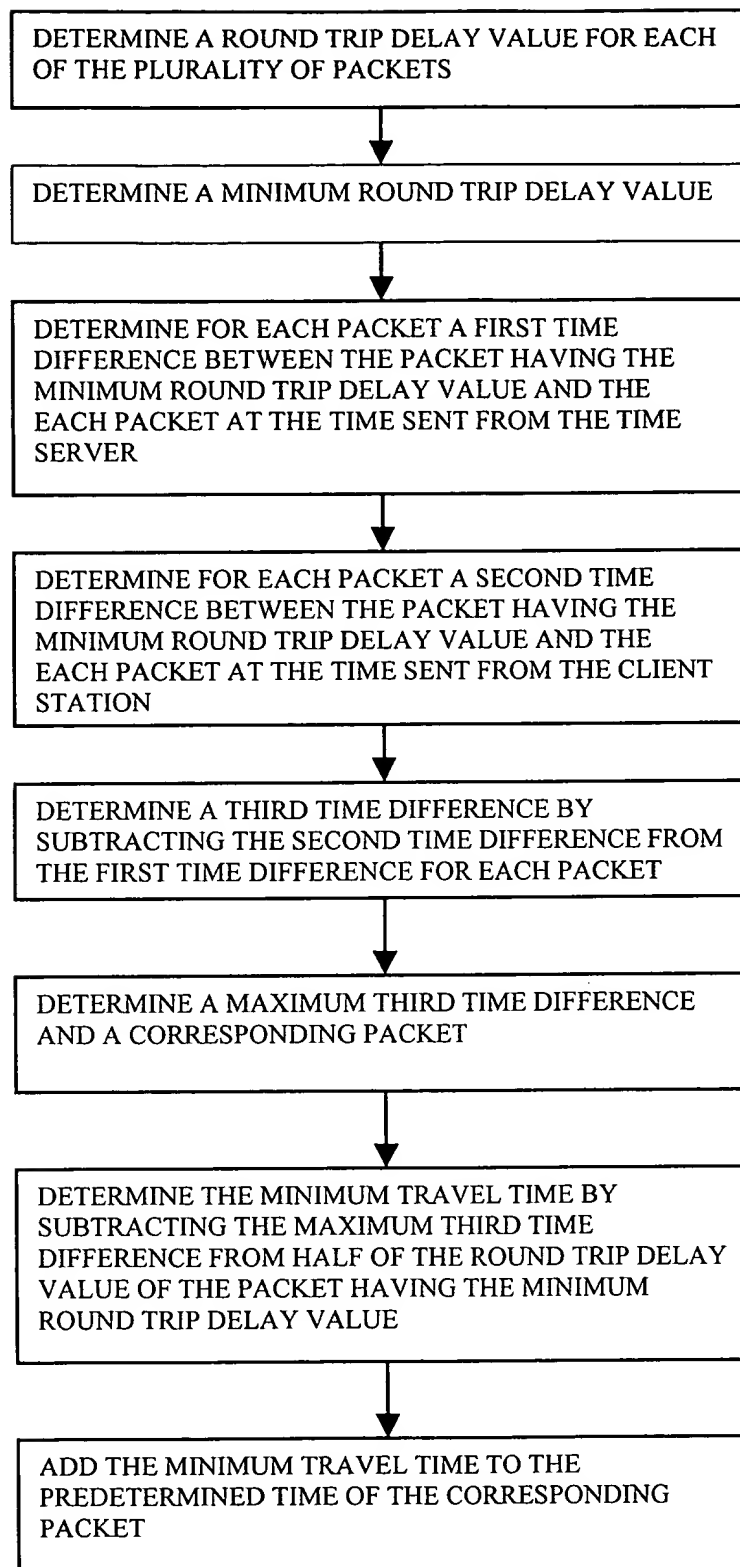 DETERMINE A ROUND TRIP DELAY VALUE FOR EACH
OF THE PLURALITY OF PACKETS
DETERMINE A MINIMUM ROUND TRIP DELAY VALUE
DETERMINE FOR EACH PACKET A FIRST TIME
DIFFERENCE BETWEEN THE PACKET HAVING THE
MINIMUM ROUND TRIP DELAY VALUE AND THE
EACH PACKET AT THE TIME SENT FROM THE TIME
SERVER
DETERMINE FOR EACH PACKET A SECOND TIME
DIFFERENCE BETWEEN THE PACKET HAVING THE
MINIMUM ROUND TRIP DELAY VALUE AND THE
EACH PACKET AT THE TIME SENT FROM THE CLIENT
STATION
DETERMINE A THIRD TIME DIFFERENCE BY
SUBTRACTING THE SECOND TIME DIFFERENCE FROM
THE FIRST TIME DIFFERENCE FOR EACH PACKET
DETERMINE A MAXIMUM THIRD TIME DIFFERENCE
AND A CORRESPONDING PACKET
DETERMINE THE MINIMUM TRAVEL TIME BY
SUBTRACTING THE MAXIMUM THIRD TIME
DIFFERENCE FROM HALF OF THE ROUND TRIP DELAY
VALUE OF THE PACKET HAVING THE MINIMUM
ROUND TRIP DELAY VALUE
ADD THE MINIMUM TRAVEL TIME TO THE
PREDETERMINED TIME OF THE CORRESPONDING
PACKET